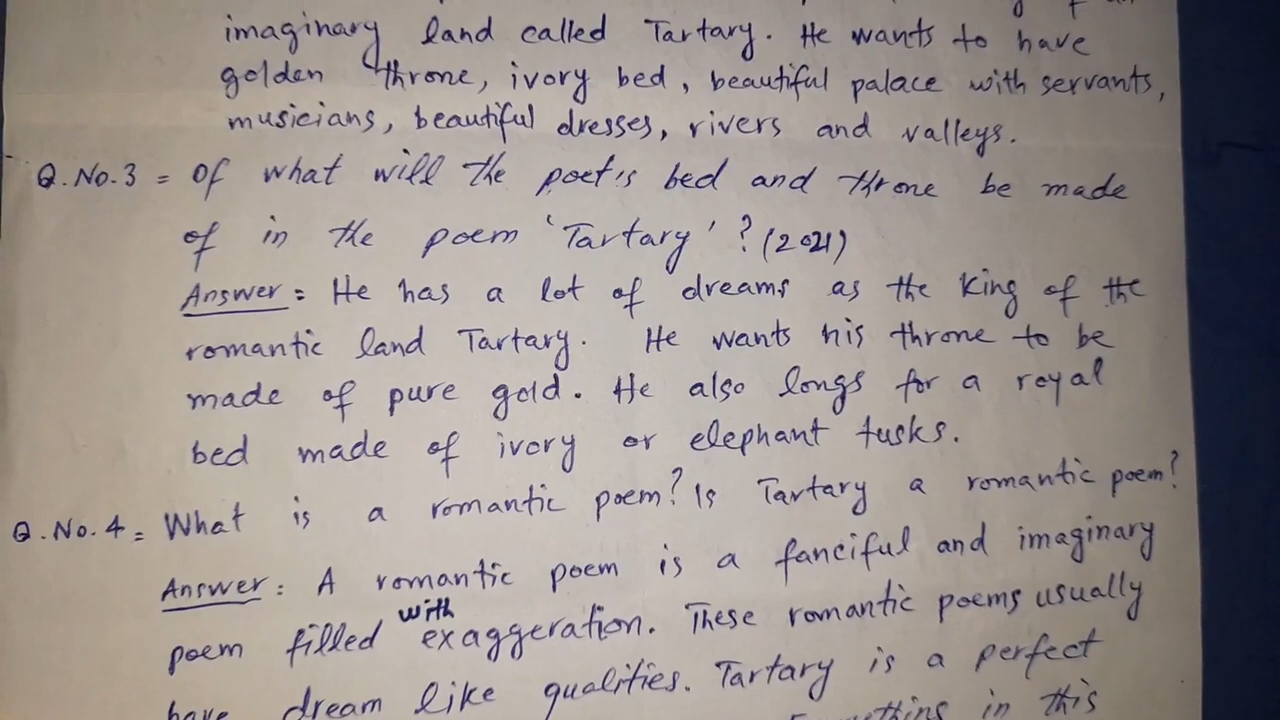 imaginary land called Tartary. He wants to have
golden throne, ivory bed, beautiful palace with servants,
musicians, beautiful dresses, rivers and valleys.
Q.No.3 = Of what will the poet's bed and throne be made
of in the poem 'Tartary'? (2021)
Answer = He has a lot of dreams as the king of the
romantic land Tartary. He wants his throne to be
made of pure gold. He also longs for a royal
bed made of ivory or elephant tusks.
Q.No.4 = What is a romantic poem? Is Tartary a romantic poem?
Answer : A romantic poem is a fanciful and imaginary
poem filled with exaggeration. These romantic poems usually
have dream like qualities. Tartary is a perfect
in this